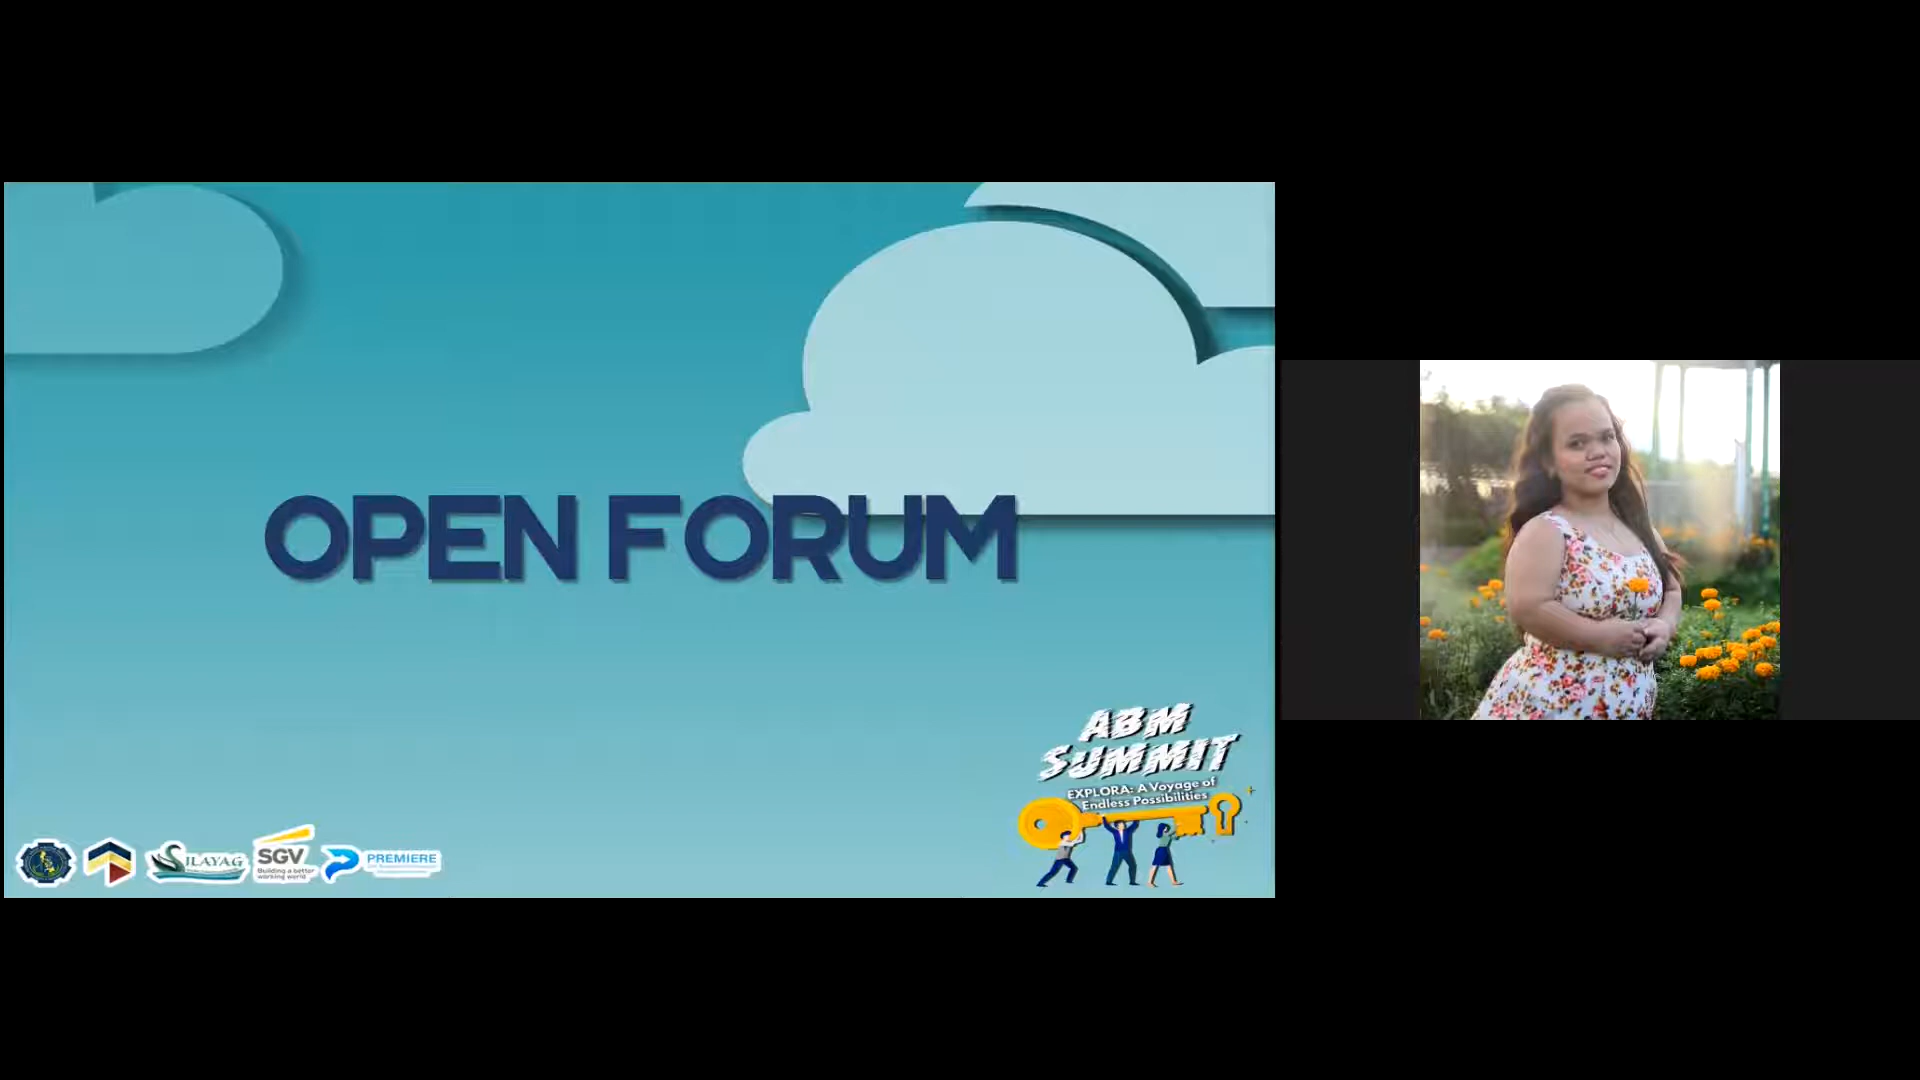 OPEN FORUM
ABM
SUMMIT
EXPLORA: A Voyage of
Endless Possibilities
SILAYAG
SGV
Building a better
working world
PREMIERE